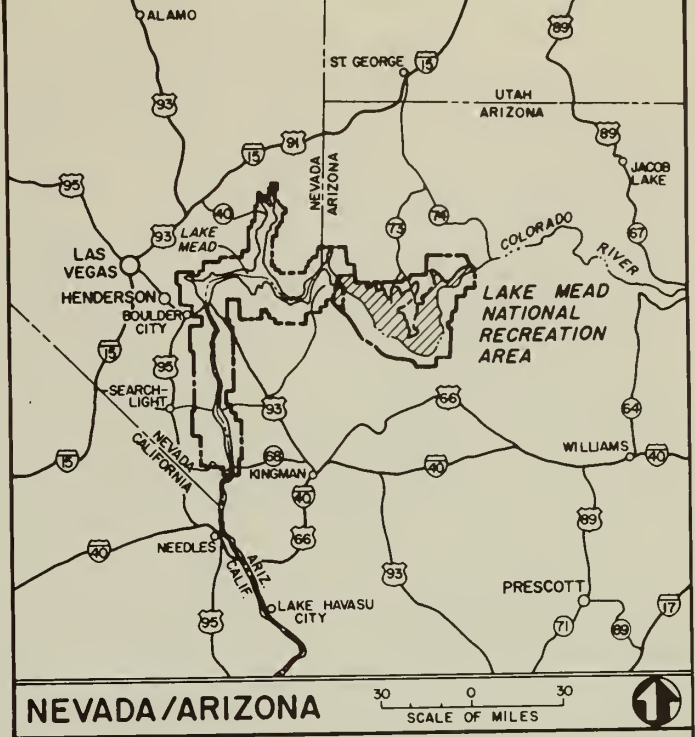 ALAMO
89
ST. GEORGE
15
93
UTAH
ARIZONA
91
15
89
95
NEVADA
ARIZONA
JACOB
LAKE
40
93
LAKE
MEAD
73
74
COLORADO
RIVER
67
LAS
VEGAS
HENDERSON
BOULDER
CITY
LAKE MEAD
NATIONAL
RECREATION
AREA
15
95
SEARCH-
LIGHT
93
66
64
NEVADA
CALIFORNIA
15
68
KINGMAN
40
WILLIAMS
40
40
66
89
40
NEEDLES
ARIZ.
CALIF.
93
PRESCOTT
17
LAKE HAVASU
CITY
95
71
89
NEVADA/ARIZONA
30 0 30
SCALE OF MILES